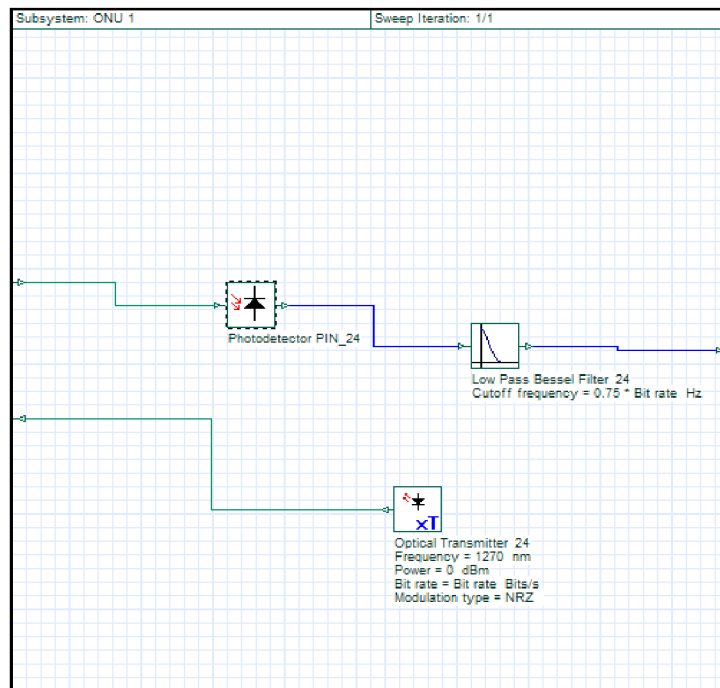 Subsystem: ONU 1
Sweep Iteration: 1/1
Photodetector PIN_24
Low Pass Bessel Filter 24
Cutoff frequency = 0.75 * Bit rate Hz
xT
Optical Transmitter 24
Frequency = 1270 nm
Power = 0 dBm
Bit rate = Bit rate Bits/s
Modulation type = NRZ